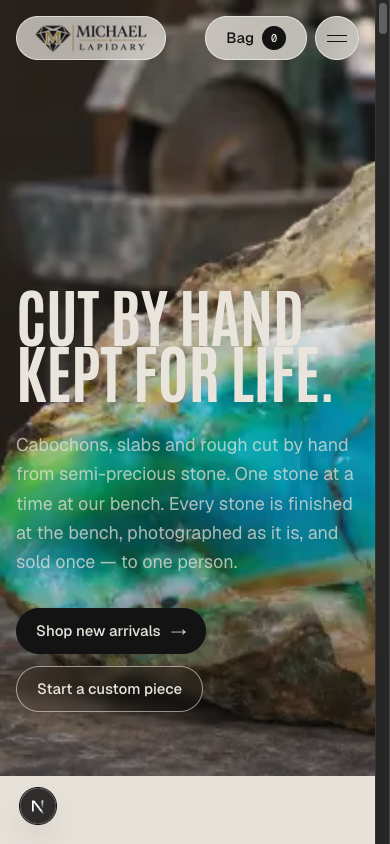 MICHAEL
LAPIDARY
Bag 0
CUT BY HAND
KEPT FOR LIFE.
Cabochons, slabs and rough cut by hand
from semi-precious stone. One stone at a
time at our bench. Every stone is finished
at the bench, photographed as it is, and
sold once — to one person.
Shop new arrivals →
Start a custom piece
N